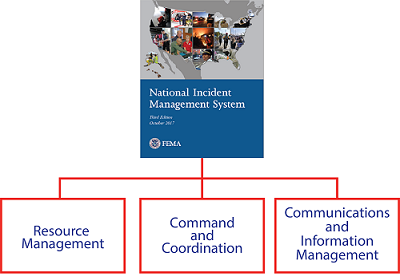 National Incident
Management System
Third Edition
October 2017
FEMA
Resource
Management
Command
and
Coordination
Communications
and
Information
Management